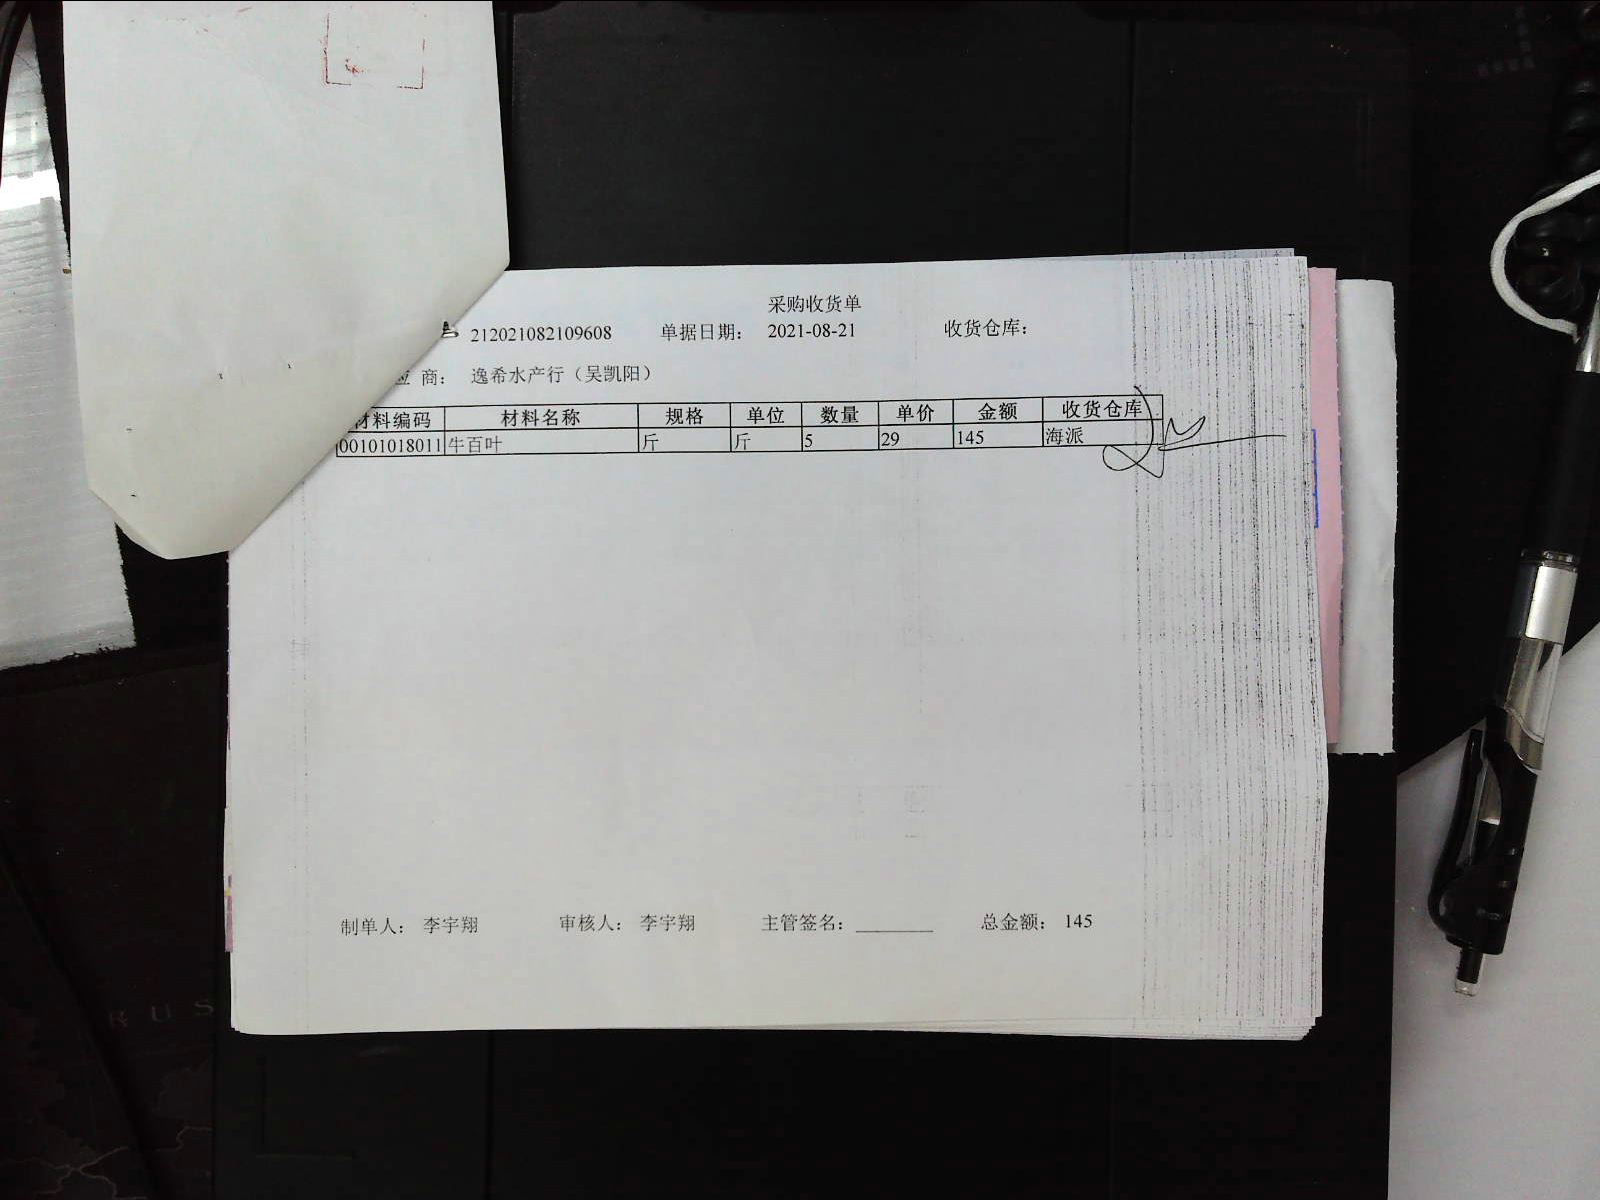 采购收货单
212021082109608 单据日期： 2021-08-21 收货仓库：
商： 逸希水产行（吴凯阳）
材料编码 材料名称 规格 单位 数量 单价 金额 收货仓库
00101018011 牛百叶 斤 斤 5 29 145 海派
制单人： 李宇翔 审核人： 李宇翔 主管签名： 总金额： 145